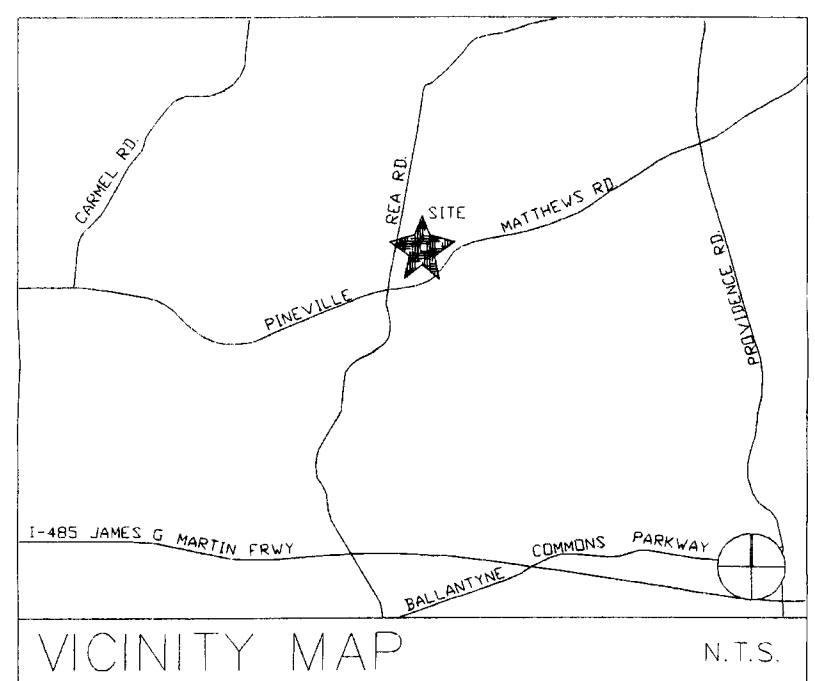 CARMEL RD.
REA RD.
SITE
MATTHEWS RD.
PINEVILLE
PROVIDENCE RD.
I-485 JAMES G MARTIN FRWY
BALLANTYNE COMMONS PARKWAY
VICINITY MAP
N.T.S.